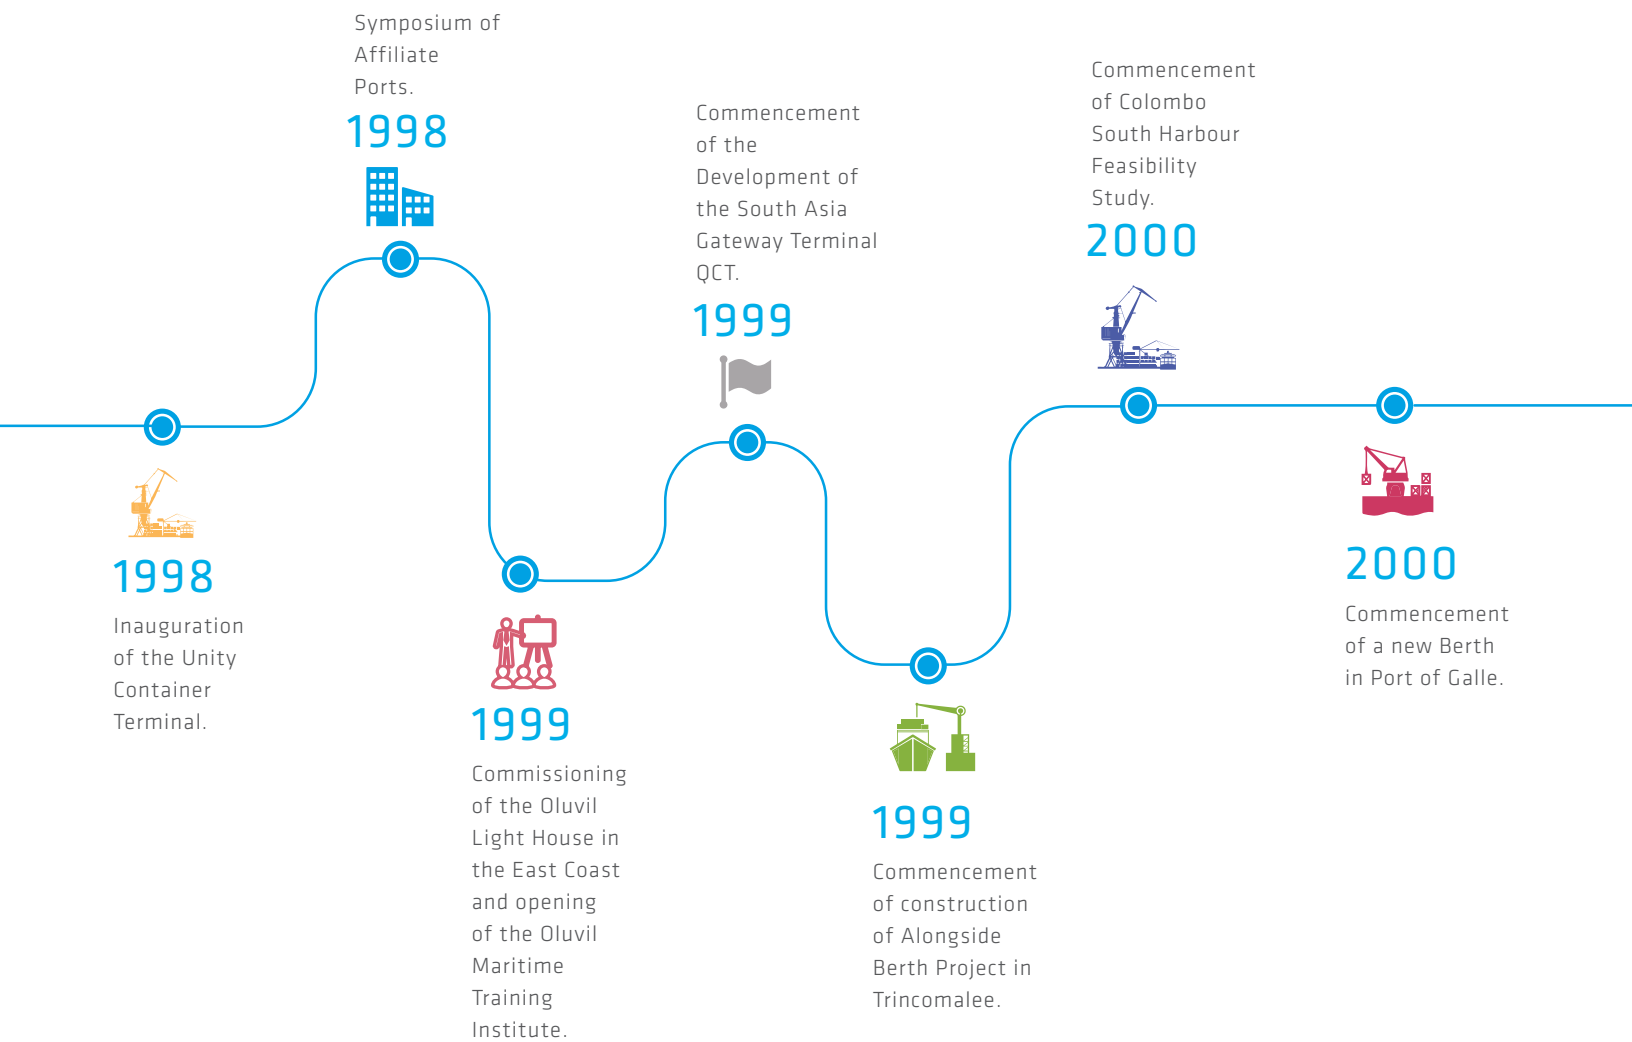 Symposium of
Affiliate
Ports.
1998
1998
Inauguration
of the Unity
Container
Terminal.
1999
Commissioning
of the Oluvil
Light House in
the East Coast
and opening
of the Oluvil
Maritime
Training
Institute.
Commencement
of the
Development of
the South Asia
Gateway Terminal
QCT.
1999
1999
Commencement
of construction
of Alongside
Berth Project in
Trincomalee.
Commencement
of Colombo
South Harbour
Feasibility
Study.
2000
2000
Commencement
of a new Berth
in Port of Galle.